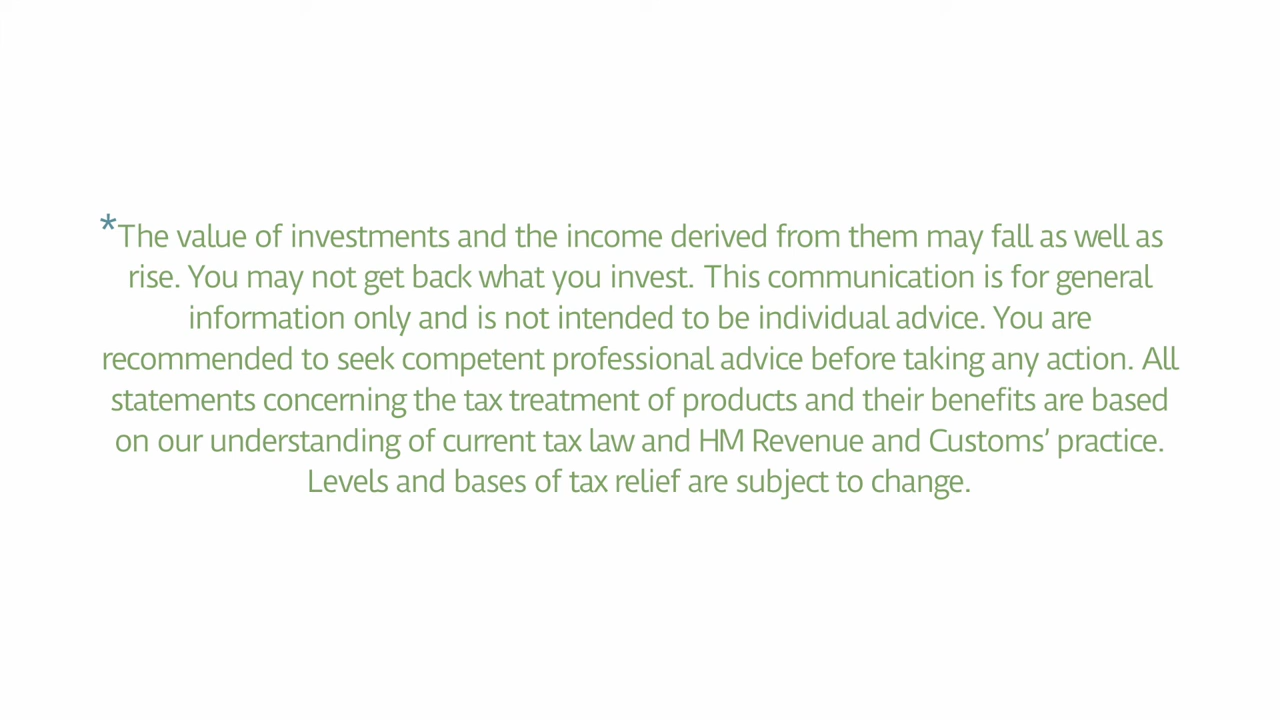 *The value of investments and the income derived from them may fall as well as
rise. You may not get back what you invest. This communication is for general
information only and is not intended to be individual advice. You are
recommended to seek competent professional advice before taking any action. All
statements concerning the tax treatment of products and their benefits are based
on our understanding of current tax law and HM Revenue and Customs’ practice.
Levels and bases of tax relief are subject to change.